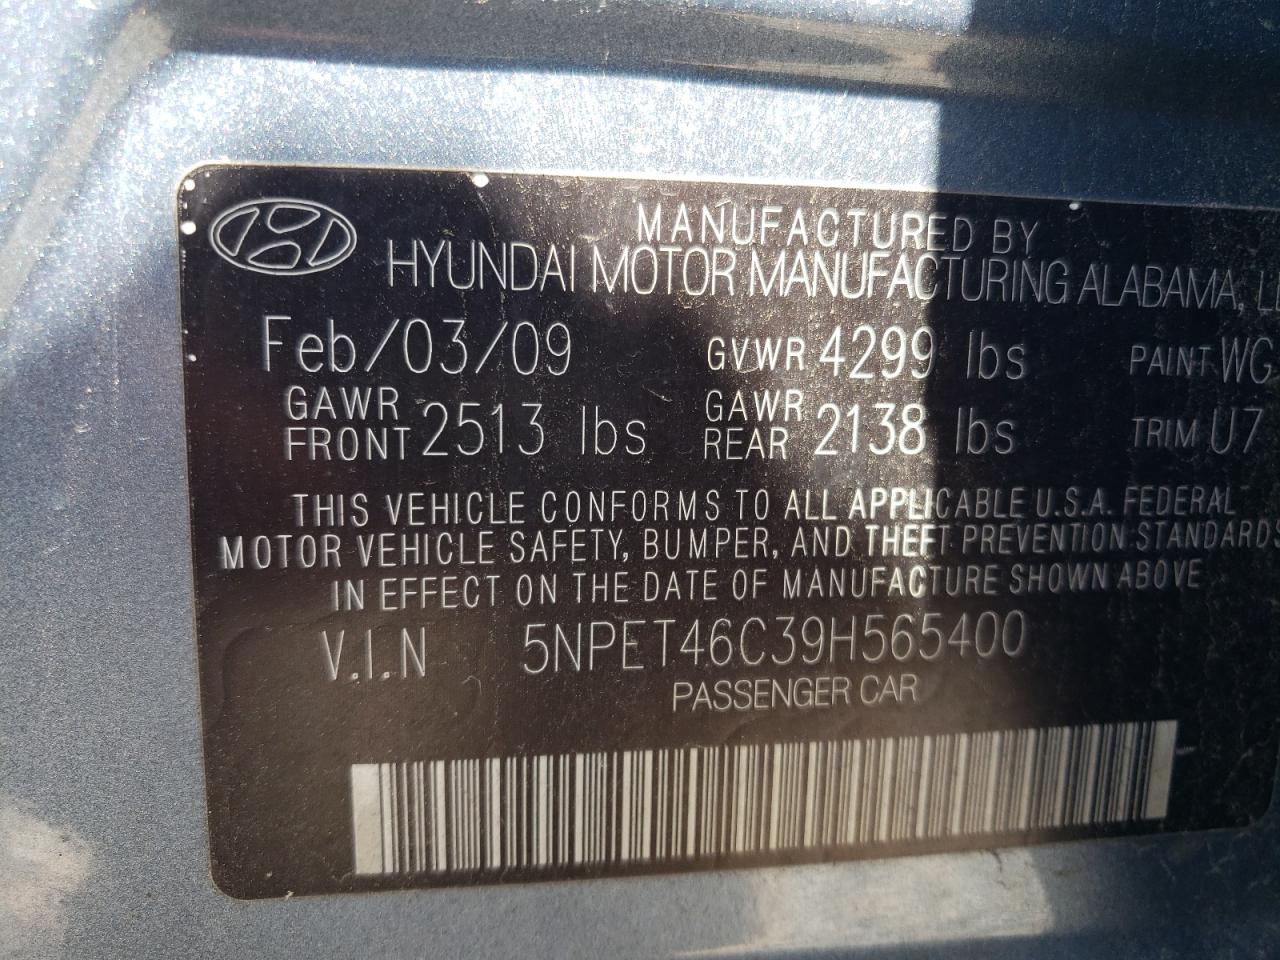 MANUFACTURED BY
HYUNDAI MOTOR MANUFACTURING ALABAMA,
Feb/03/09 GVWR 4299 lbs PAINT WG
GAWR FRONT 2513 lbs GAWR REAR 2138 lbs TRIM U7
THIS VEHICLE CONFORMS TO ALL APPLICABLE U.S.A. FEDERAL
MOTOR VEHICLE SAFETY, BUMPER, AND THEFT PREVENTION STANDARDS
IN EFFECT ON THE DATE OF MANUFACTURE SHOWN ABOVE
V.I.N 5NPET46C39H565400
PASSENGER CAR